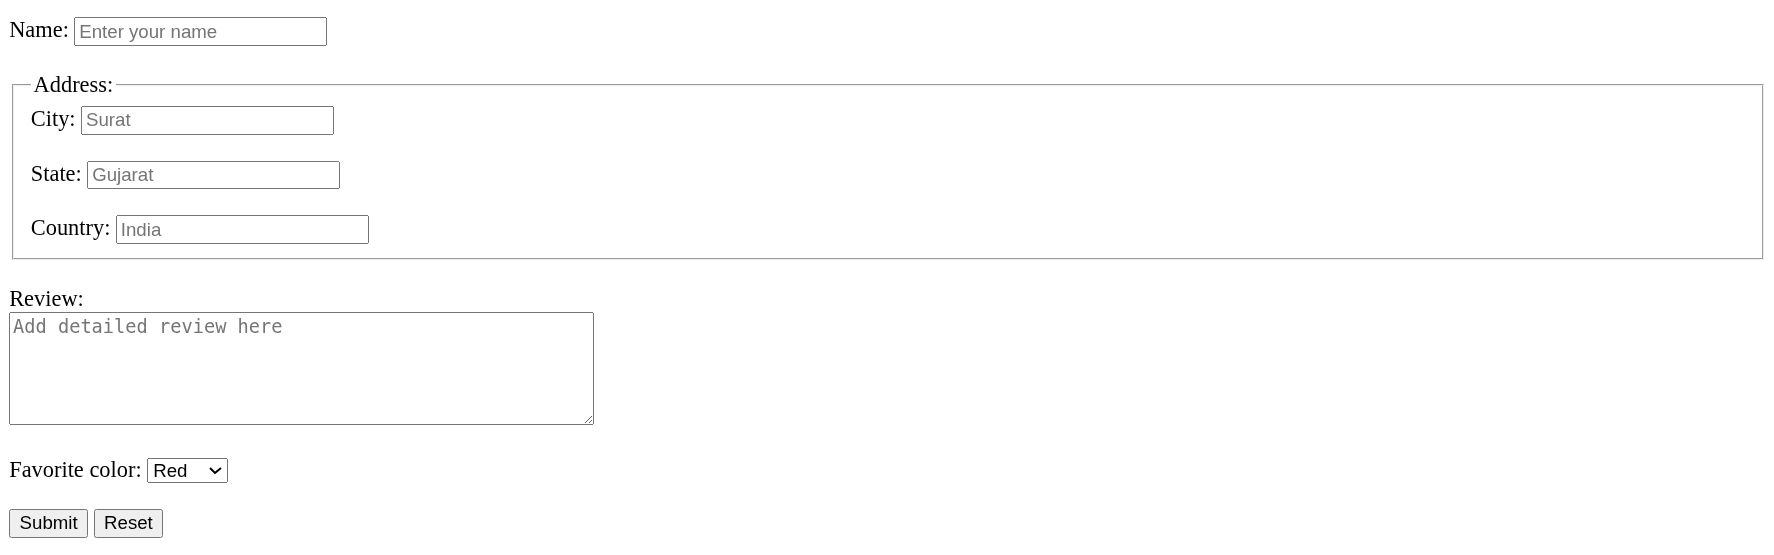 Name: Enter your name
Address:
City: Surat
State: Gujarat
Country: India
Review:
Add detailed review here
Favorite color: Red
Submit Reset